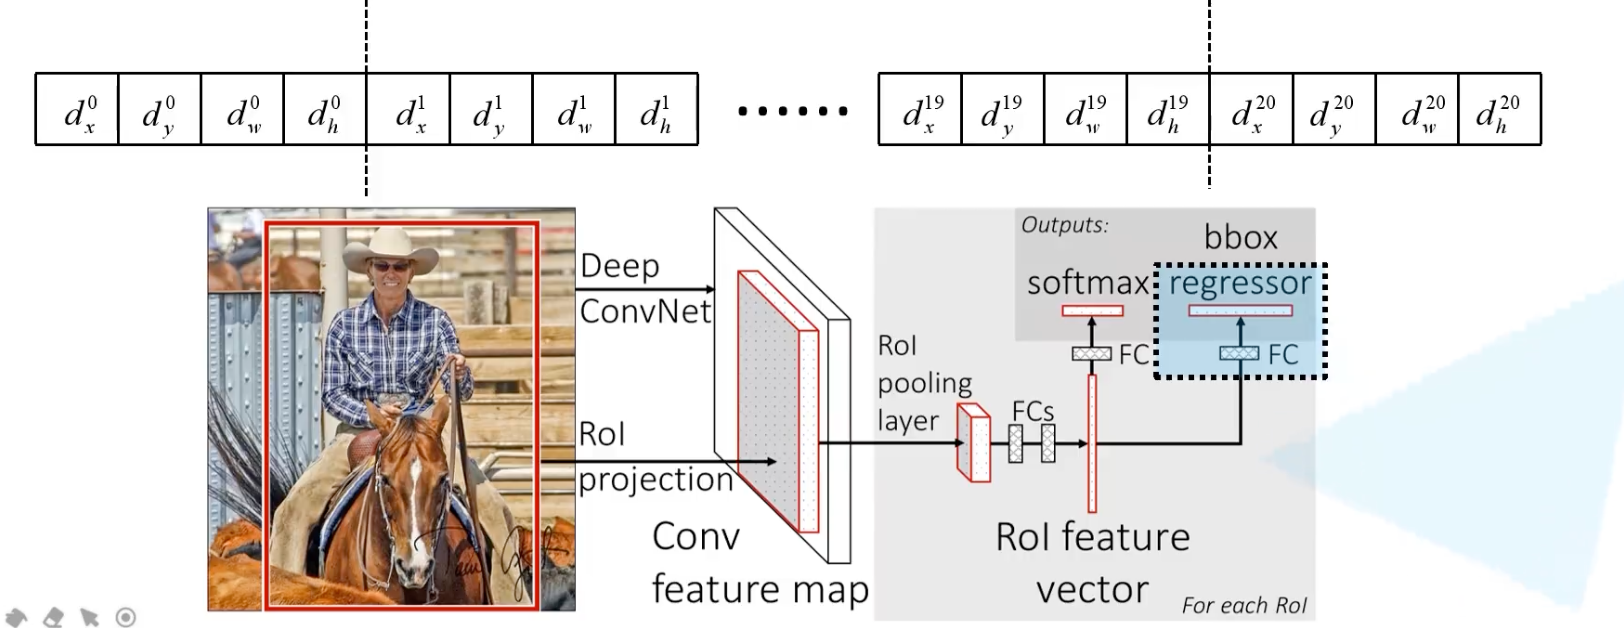 d_x^0 d_y^0 d_w^0 d_h^0 d_x^1 d_y^1 d_w^1 d_h^1 ...... d_x^19 d_y^19 d_w^19 d_h^19 d_x^20 d_y^20 d_w^20 d_h^20
Deep
ConvNet
RoI
projection
Conv
feature map
RoI
pooling
layer
FCs
Outputs:
softmax
bbox
regressor
FC
FC
RoI feature
vector
For each RoI